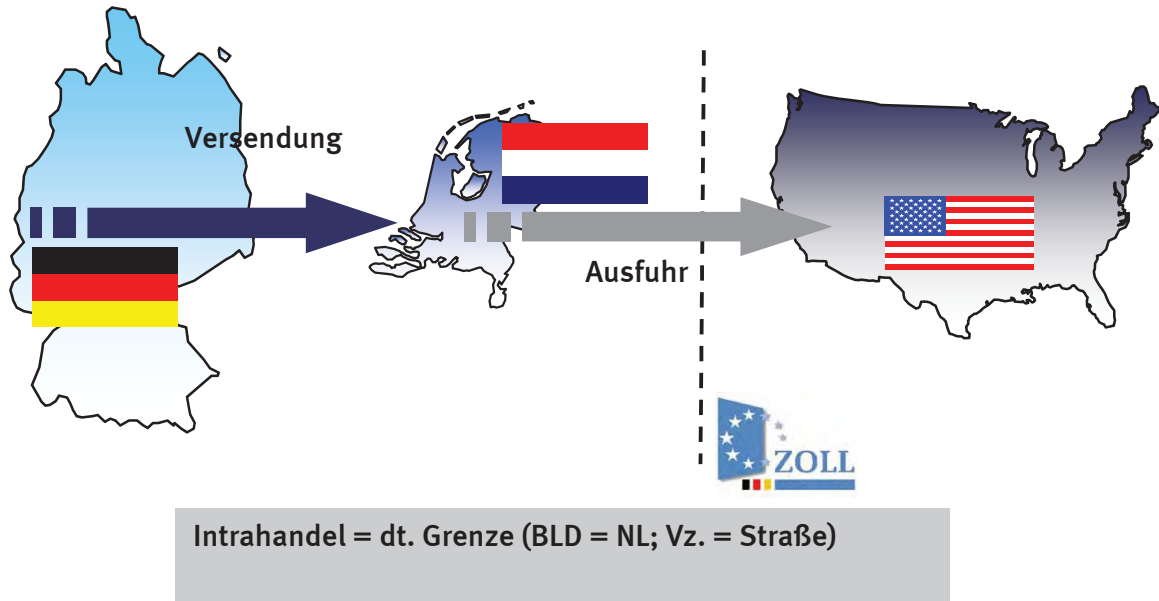 Versendung
Ausfuhr
ZOLL
Intrahandel = dt. Grenze (BLD = NL; Vz. = Straße)